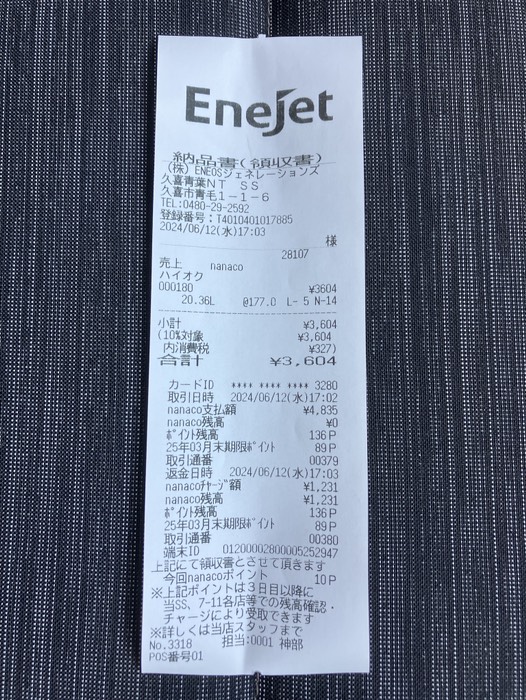 Enejet
納品書(領収書)
(株) ENEOSジェネレーションズ
久喜青葉NT SS
久喜市青毛1-1-6
TEL:0480-29-2592
登録番号:T4010401017885
2024/06/12(水)17:03
様
28107
売上 nanaco
ハイオク
000180 ¥3604
20.36L @177.0 L- 5 N-14
小計 ¥3,604
(10%対象 ¥3,604
内消費税 ¥327)
合計 ¥3,604
カードID **** **** **** 3280
取引日時 2024/06/12(水)17:02
nanaco支払額 ¥4,835
nanaco残高 ¥0
ポイント残高 136P
25年03月末期限ポイント 89P
取引通番 00379
返金日時 2024/06/12(水)17:03
nanacoチャージ額 ¥1,231
nanaco残高 ¥1,231
ポイント残高 136P
25年03月末期限ポイント 89P
取引通番 00380
端末ID 01200002800005252947
上記にて領収書とさせて頂きます
今回nanacoポイント 10P
※上記ポイントは3日目以降に
当SS、7-11各店等での残高確認・
チャージにより受取できます
※詳しくは当店スタッフまで
No.3318 担当:0001 神部
POS番号01